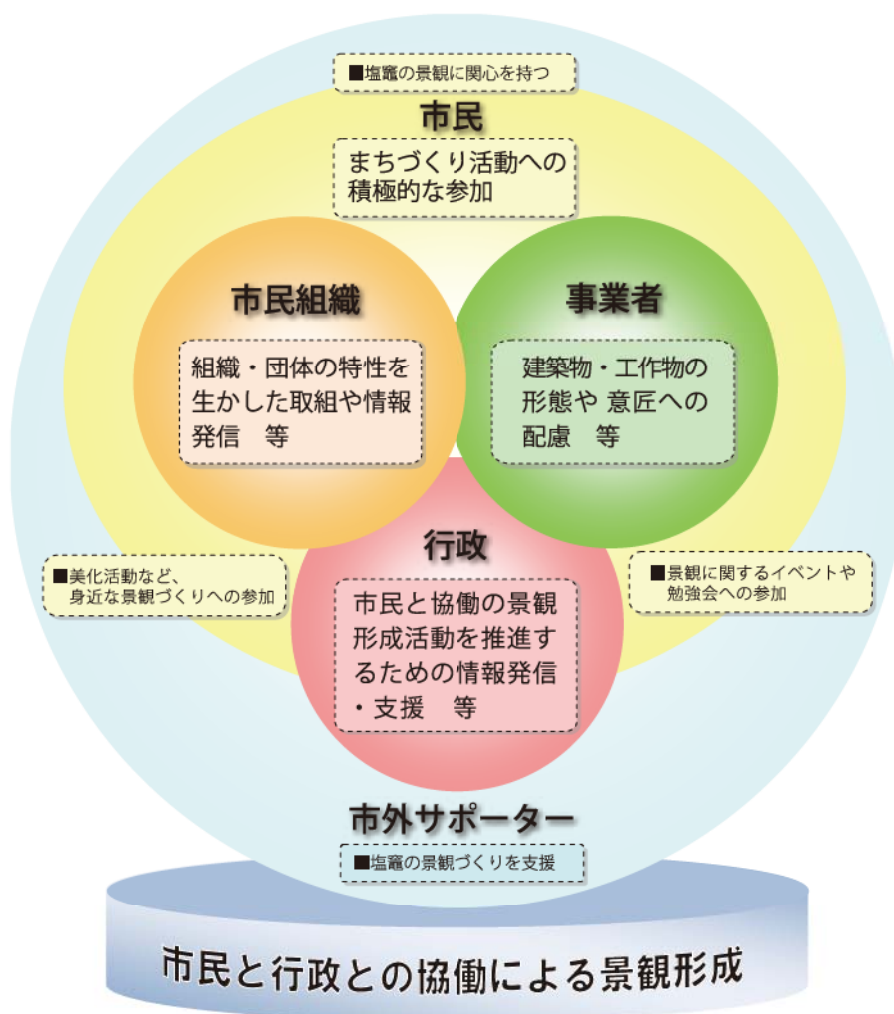 ■塩竈の景観に関心を持つ
市民
まちづくり活動への
積極的な参加
市民組織
組織・団体の特性を
生かした取組や情報
発信　等
事業者
建築物・工作物の
形態や 意匠への
配慮　等
■美化活動など、
身近な景観づくりへの参加
行政
市民と協働の景観
形成活動を推進す
るための情報発信
・支援　等
■景観に関するイベントや
勉強会への参加
市外サポーター
■塩竈の景観づくりを支援
市民と行政との協働による景観形成